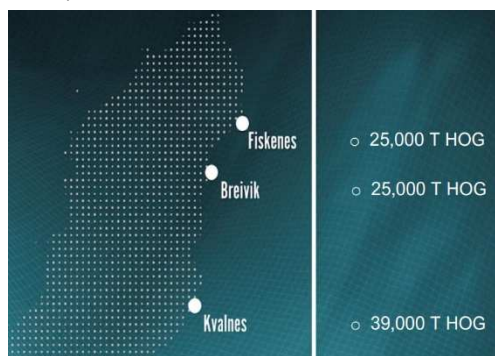 Fiskenes
25,000 T HOG
Breivik
25,000 T HOG
Kvalnes
39,000 T HOG